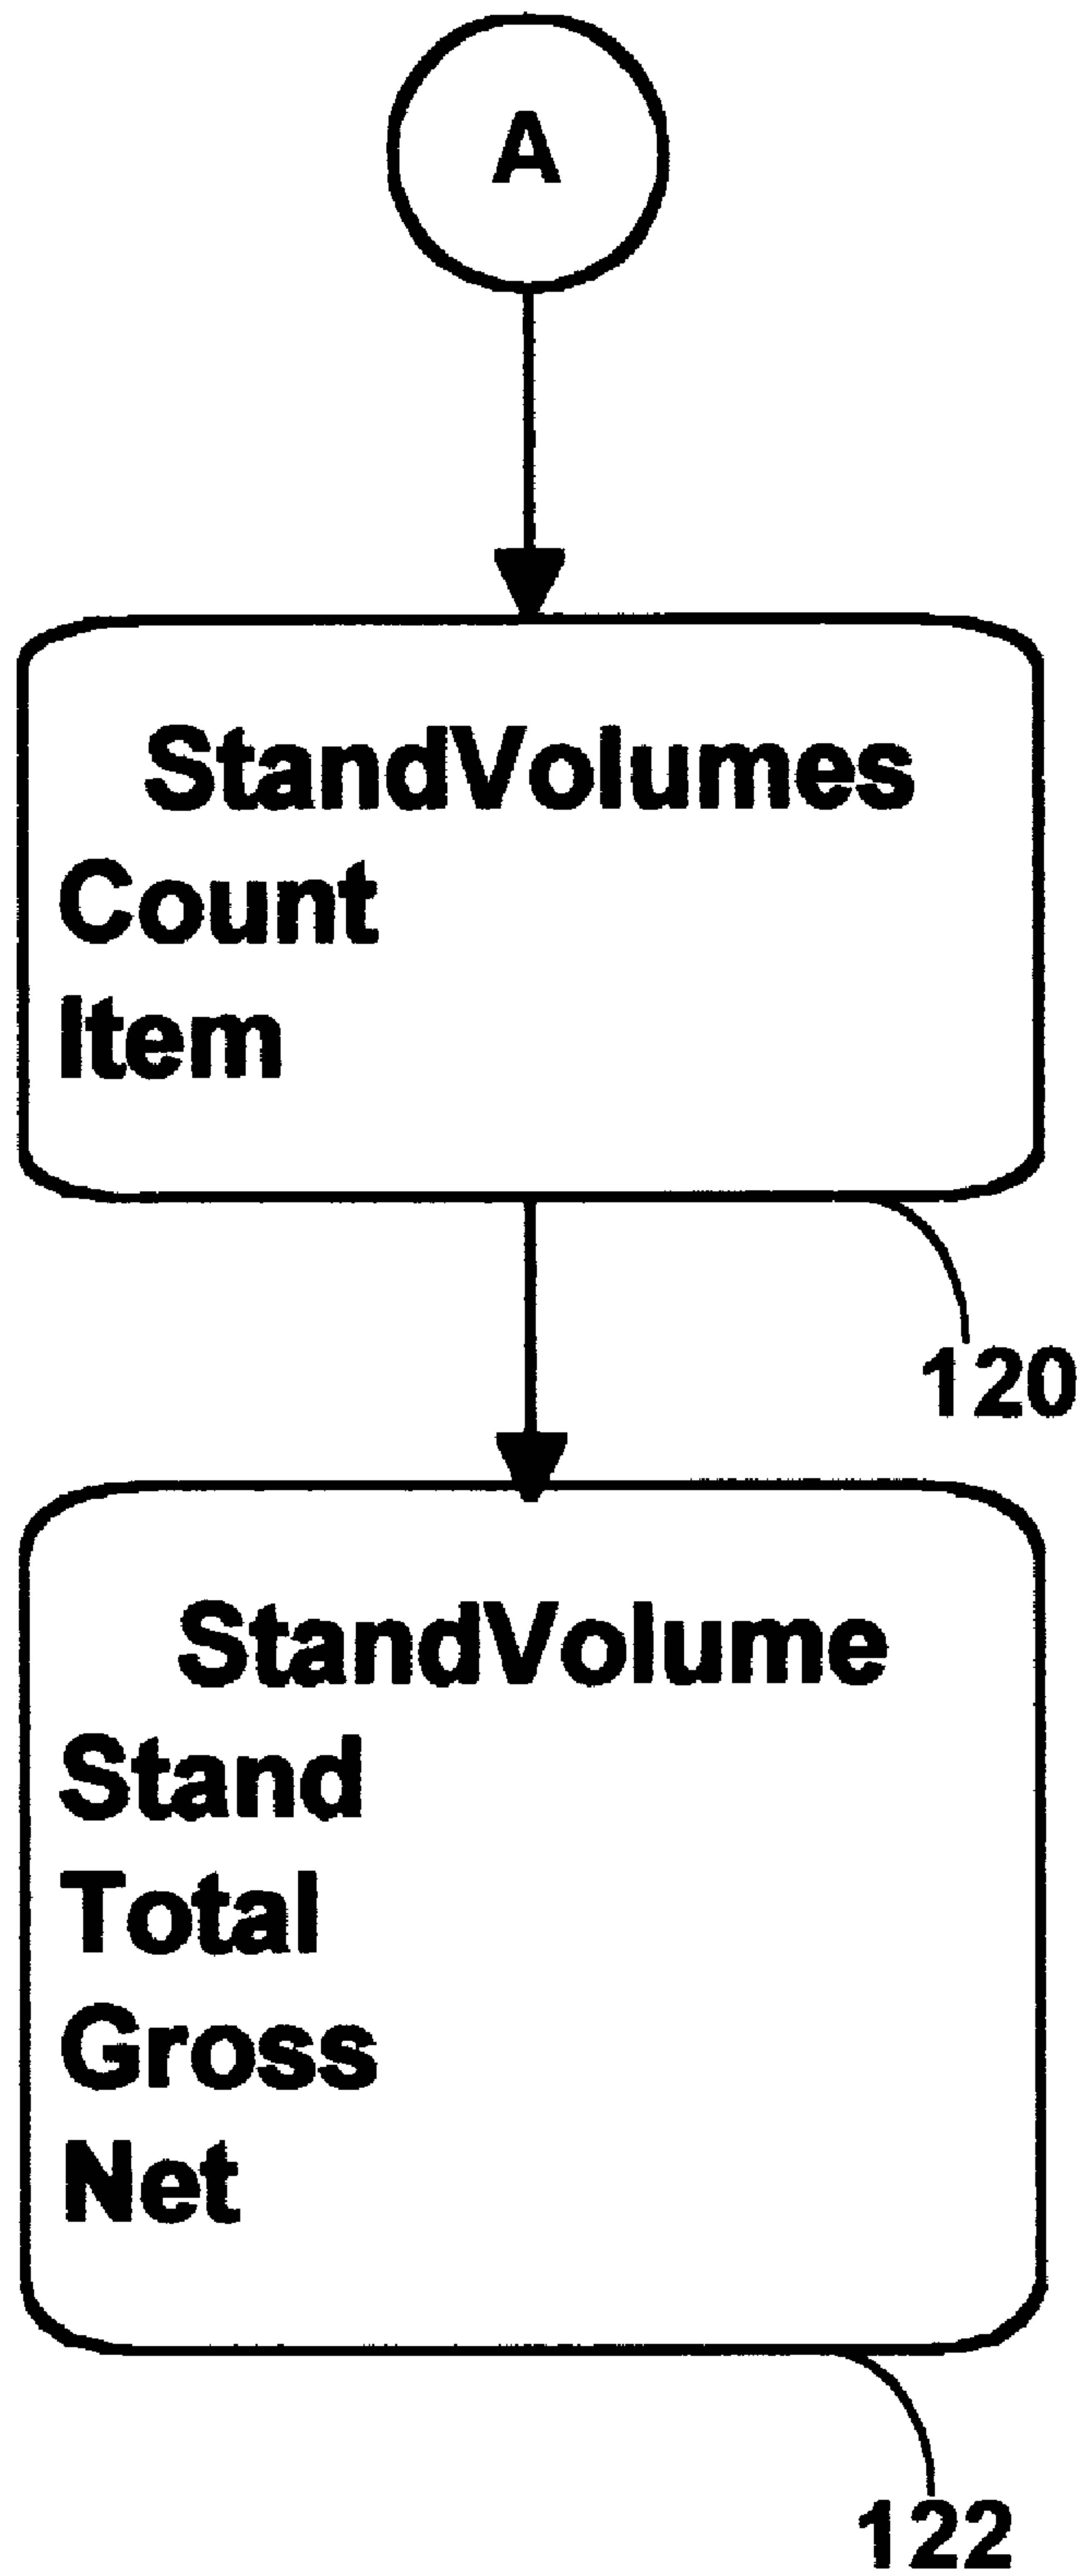 A
StandVolumes
Count
Item
120
StandVolume
Stand
Total
Gross
Net
122